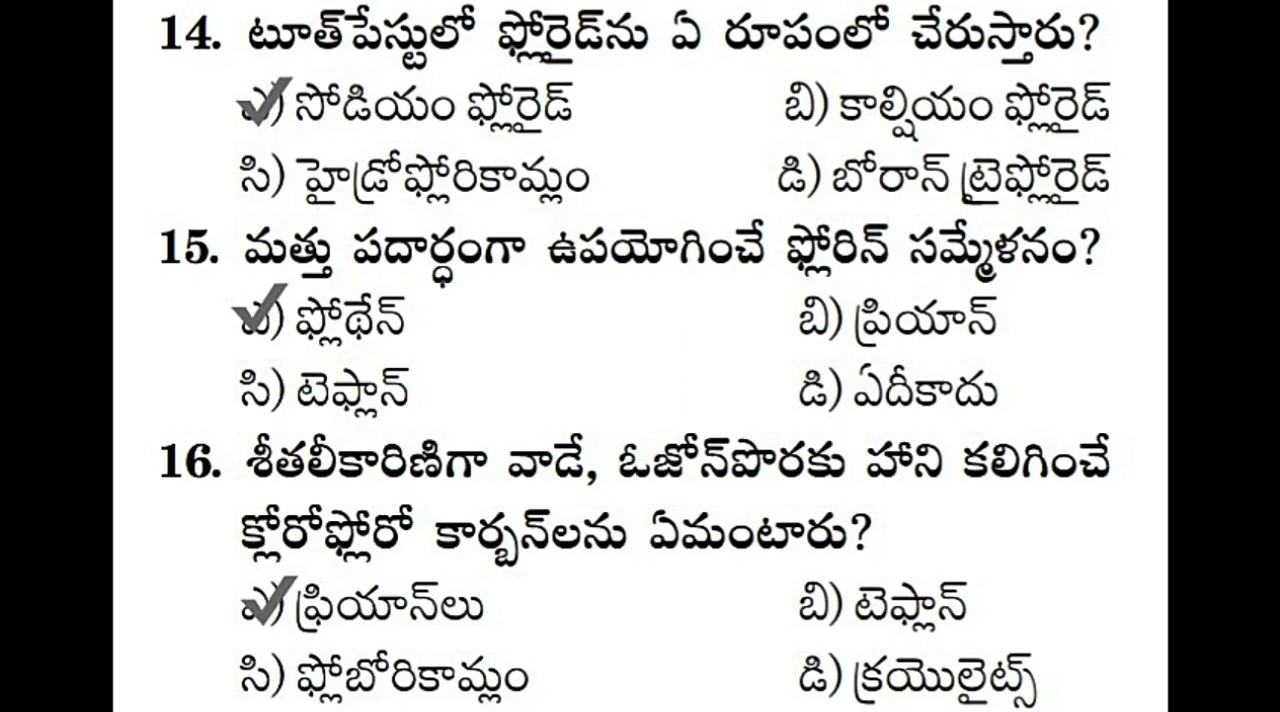 14. టూత్‌పేస్టులో ఫ్లోరైడ్‌ను ఏ రూపంలో చేరుస్తారు?
ఎ) సోడియం ఫ్లోరైడ్ బి) కాల్షియం ఫ్లోరైడ్
సి) హైడ్రోఫ్లోరికామ్లం డి) బోరాన్ ట్రైఫ్లోరైడ్
15. మత్తు పదార్ధంగా ఉపయోగించే ఫ్లోరిన్ సమ్మేళనం?
ఎ) ఫ్లోథేన్ బి) ప్రియాన్
సి) టెఫ్లాన్ డి) ఏదీకాదు
16. శీతలీకారిణిగా వాడే, ఓజోన్‌పొరకు హాని కలిగించే
క్లోరోఫ్లోరో కార్బన్‌లను ఏమంటారు?
ఎ) ఫ్రియాన్‌లు బి) టెఫ్లాన్
సి) ఫ్లోబోరికామ్లం డి) క్రయొలైట్స్